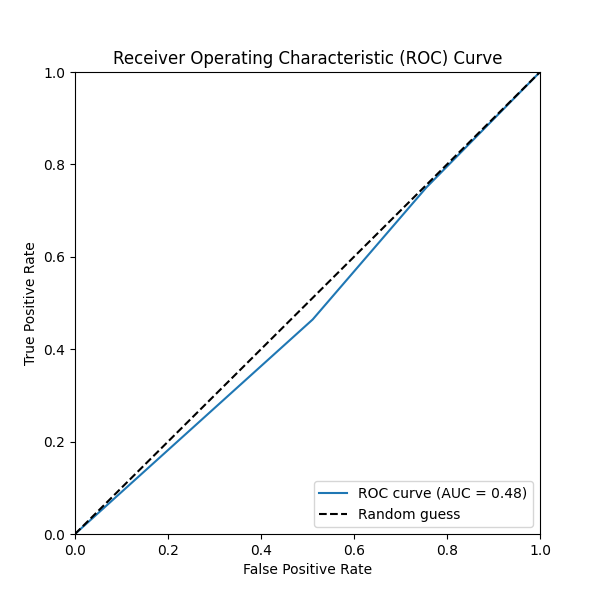 Receiver Operating Characteristic (ROC) Curve
1.0
0.8
0.6
0.4
0.2
0.0
True Positive Rate
ROC curve (AUC = 0.48)
Random guess
0.0 0.2 0.4 0.6 0.8 1.0
False Positive Rate